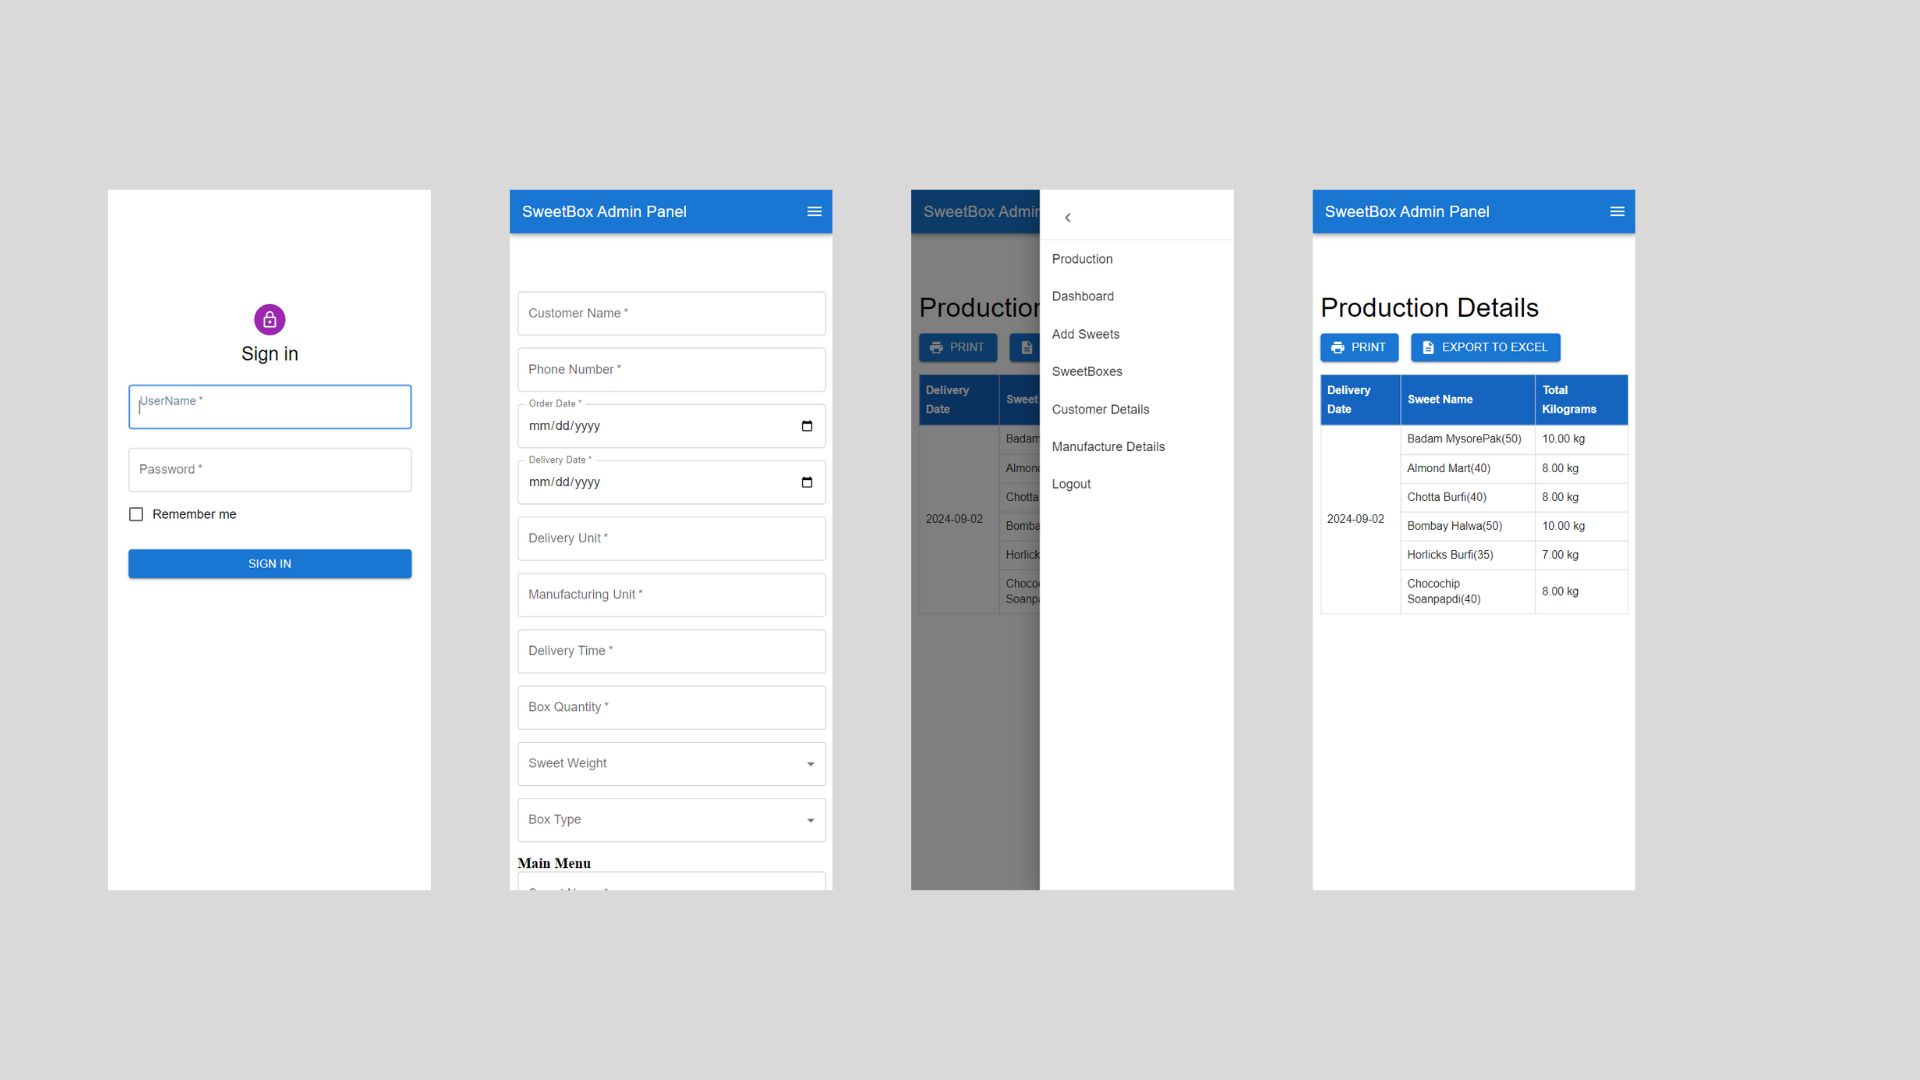 Sign in
UserName *
Password *
Remember me
SIGN IN
SweetBox Admin Panel
Customer Name *
Phone Number *
Order Date *
mm/dd/yyyy
Delivery Date *
mm/dd/yyyy
Delivery Unit *
Manufacturing Unit *
Delivery Time *
Box Quantity *
Sweet Weight
Box Type
Main Menu
SweetBox Admin
Production
PRINT
Delivery
Date
Sweet
2024-09-02
Badam
Almond
Chotta
Bomba
Horlick
Chocoo
Soanpa
Production
Dashboard
Add Sweets
SweetBoxes
Customer Details
Manufacture Details
Logout
SweetBox Admin Panel
Production Details
PRINT
EXPORT TO EXCEL
Delivery
Date
Sweet Name
Total
Kilograms
2024-09-02
Badam MysorePak(50) 10.00 kg
Almond Mart(40) 8.00 kg
Chotta Burfi(40) 8.00 kg
Bombay Halwa(50) 10.00 kg
Horlicks Burfi(35) 7.00 kg
Chocochip
Soanpapdi(40) 8.00 kg